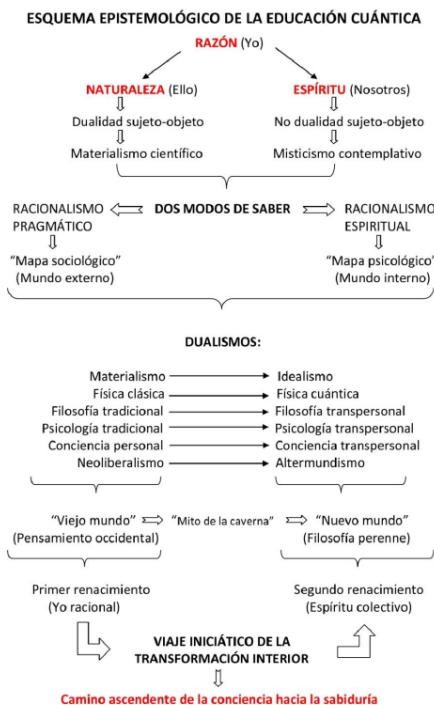 ESQUEMA EPISTEMOLÓGICO DE LA EDUCACIÓN CUÁNTICA
RAZÓN (Yo)
NATURALEZA (Ello) ESPÍRITU (Nosotros)
Dualidad sujeto-objeto No dualidad sujeto-objeto
Materialismo científico Misticismo contemplativo
RACIONALISMO DOS MODOS DE SABER RACIONALISMO
PRAGMÁTICO ESPIRITUAL
“Mapa sociológico” “Mapa psicológico”
(Mundo externo) (Mundo interno)
DUALISMOS:
Materialismo Idealismo
Física clásica Física cuántica
Filosofía tradicional Filosofía transpersonal
Psicología tradicional Psicología transpersonal
Conciencia personal Conciencia transpersonal
Neoliberalismo Altermundismo
“Viejo mundo” “Mito de la caverna” “Nuevo mundo”
(Pensamiento occidental) (Filosofía perenne)
Primer renacimiento Segundo renacimiento
(Yo racional) (Espíritu colectivo)
VIAJE INICIÁTICO DE LA
TRANSFORMACIÓN INTERIOR
Camino ascendente de la conciencia hacia la sabiduría